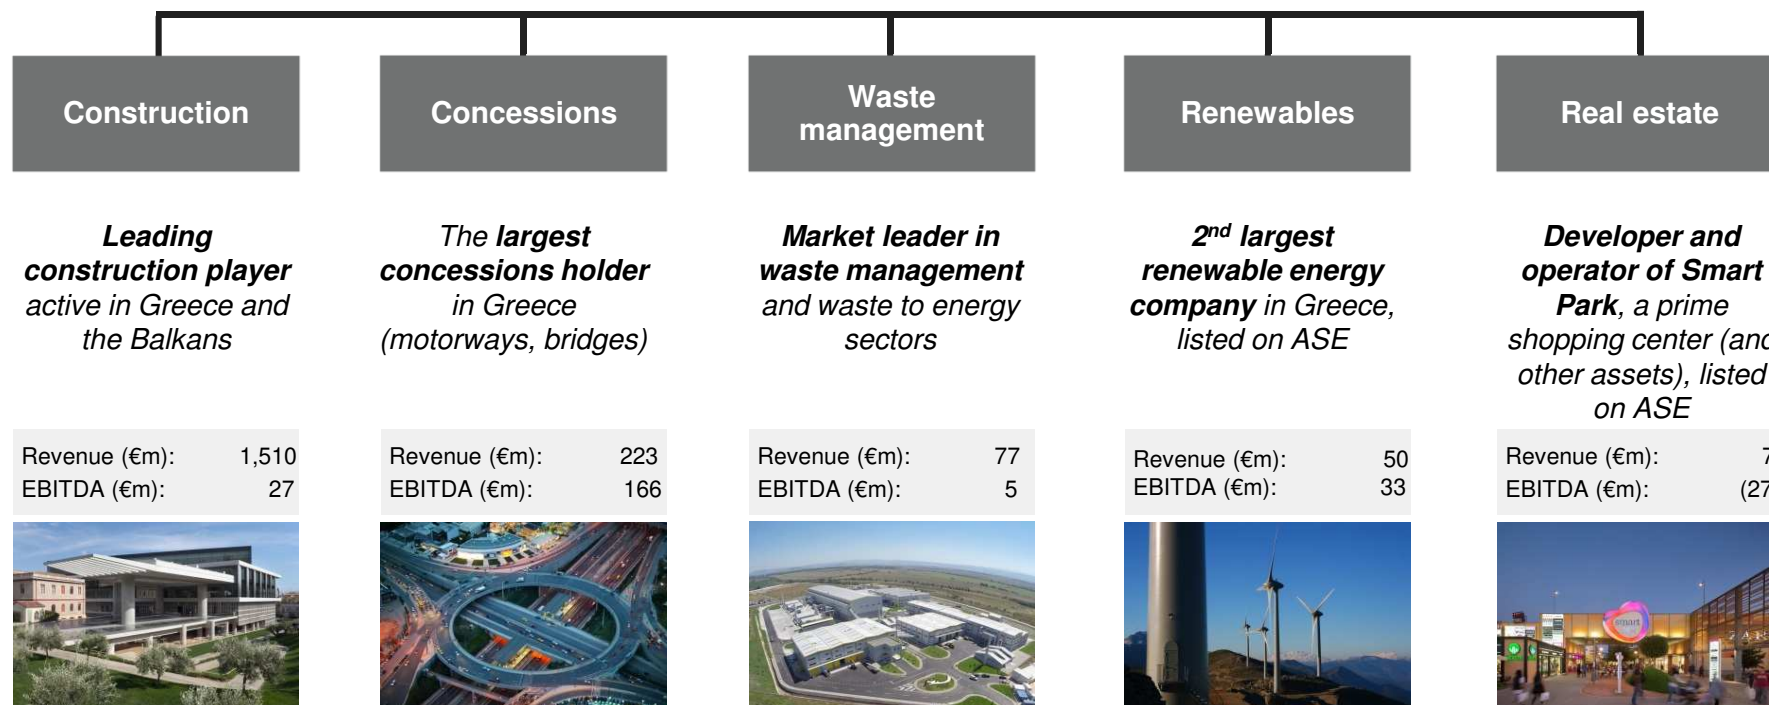 Construction
Leading
construction player
active in Greece and
the Balkans
Revenue (€m): 1,510
EBITDA (€m): 27
Concessions
The largest
concessions holder
in Greece
(motorways, bridges)
Revenue (€m): 223
EBITDA (€m): 166
Waste
management
Market leader in
waste management
and waste to energy
sectors
Revenue (€m): 77
EBITDA (€m): 5
Renewables
2nd largest
renewable energy
company in Greece,
listed on ASE
Revenue (€m): 50
EBITDA (€m): 33
Real estate
Developer and
operator of Smart
Park, a prime
shopping center (and
other assets), listed
on ASE
Revenue (€m): 7
EBITDA (€m): (27
smart